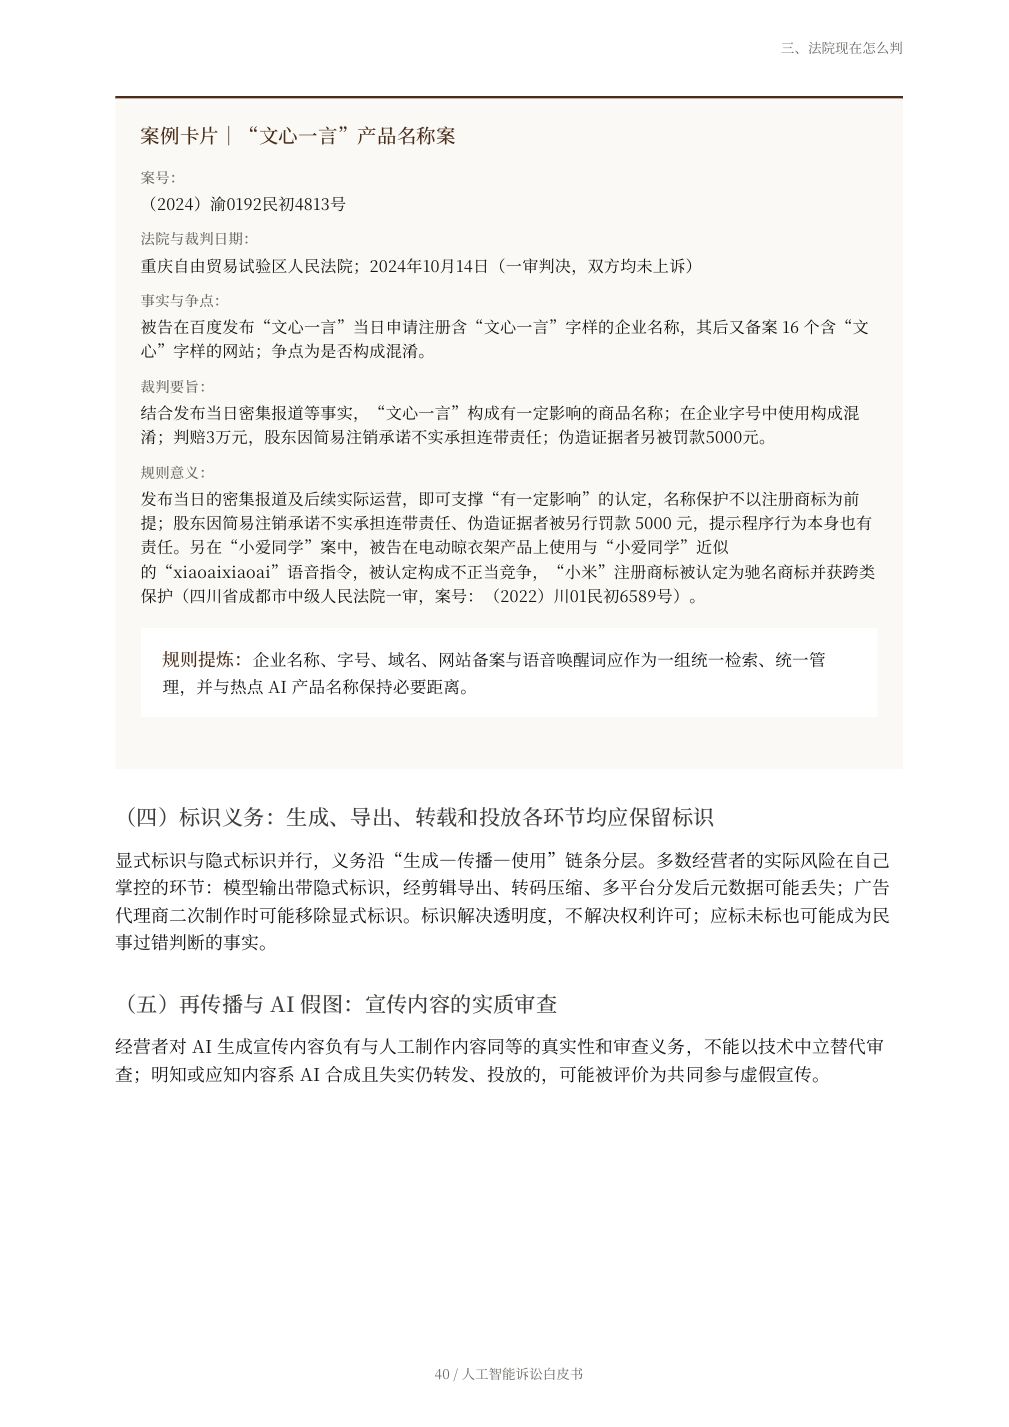 三、法院现在怎么判
案例卡片｜“文心一言”产品名称案
案号：
（2024）渝0192民初4813号
法院与裁判日期：
重庆自由贸易试验区人民法院；2024年10月14日（一审判决，双方均未上诉）
事实与争点：
被告在百度发布“文心一言”当日申请注册含“文心一言”字样的企业名称，其后又备案 16 个含“文
心”字样的网站；争点为是否构成混淆。
裁判要旨：
结合发布当日密集报道等事实，“文心一言”构成有一定影响的商品名称；在企业字号中使用构成混
淆；判赔3万元，股东因简易注销承诺不实承担连带责任；伪造证据者另被罚款5000元。
规则意义：
发布当日的密集报道及后续实际运营，即可支撑“有一定影响”的认定，名称保护不以注册商标为前
提；股东因简易注销承诺不实承担连带责任、伪造证据者被另行罚款 5000 元，提示程序行为本身也有
责任。另在“小爱同学”案中，被告在电动晾衣架产品上使用与“小爱同学”近似
的“xiaoaixiaoai”语音指令，被认定构成不正当竞争，“小米”注册商标被认定为驰名商标并获跨类
保护（四川省成都市中级人民法院一审，案号：（2022）川01民初6589号）。
规则提炼：企业名称、字号、域名、网站备案与语音唤醒词应作为一组统一检索、统一管
理，并与热点 AI 产品名称保持必要距离。
（四）标识义务：生成、导出、转载和投放各环节均应保留标识
显式标识与隐式标识并行，义务沿“生成—传播—使用”链条分层。多数经营者的实际风险在自己
掌控的环节：模型输出带隐式标识，经剪辑导出、转码压缩、多平台分发后元数据可能丢失；广告
代理商二次制作时可能移除显式标识。标识解决透明度，不解决权利许可；应标未标也可能成为民
事过错判断的事实。
（五）再传播与 AI 假图：宣传内容的实质审查
经营者对 AI 生成宣传内容负有与人工制作内容同等的真实性和审查义务，不能以技术中立替代审
查；明知或应知内容系 AI 合成且失实仍转发、投放的，可能被评价为共同参与虚假宣传。
40 / 人工智能诉讼白皮书